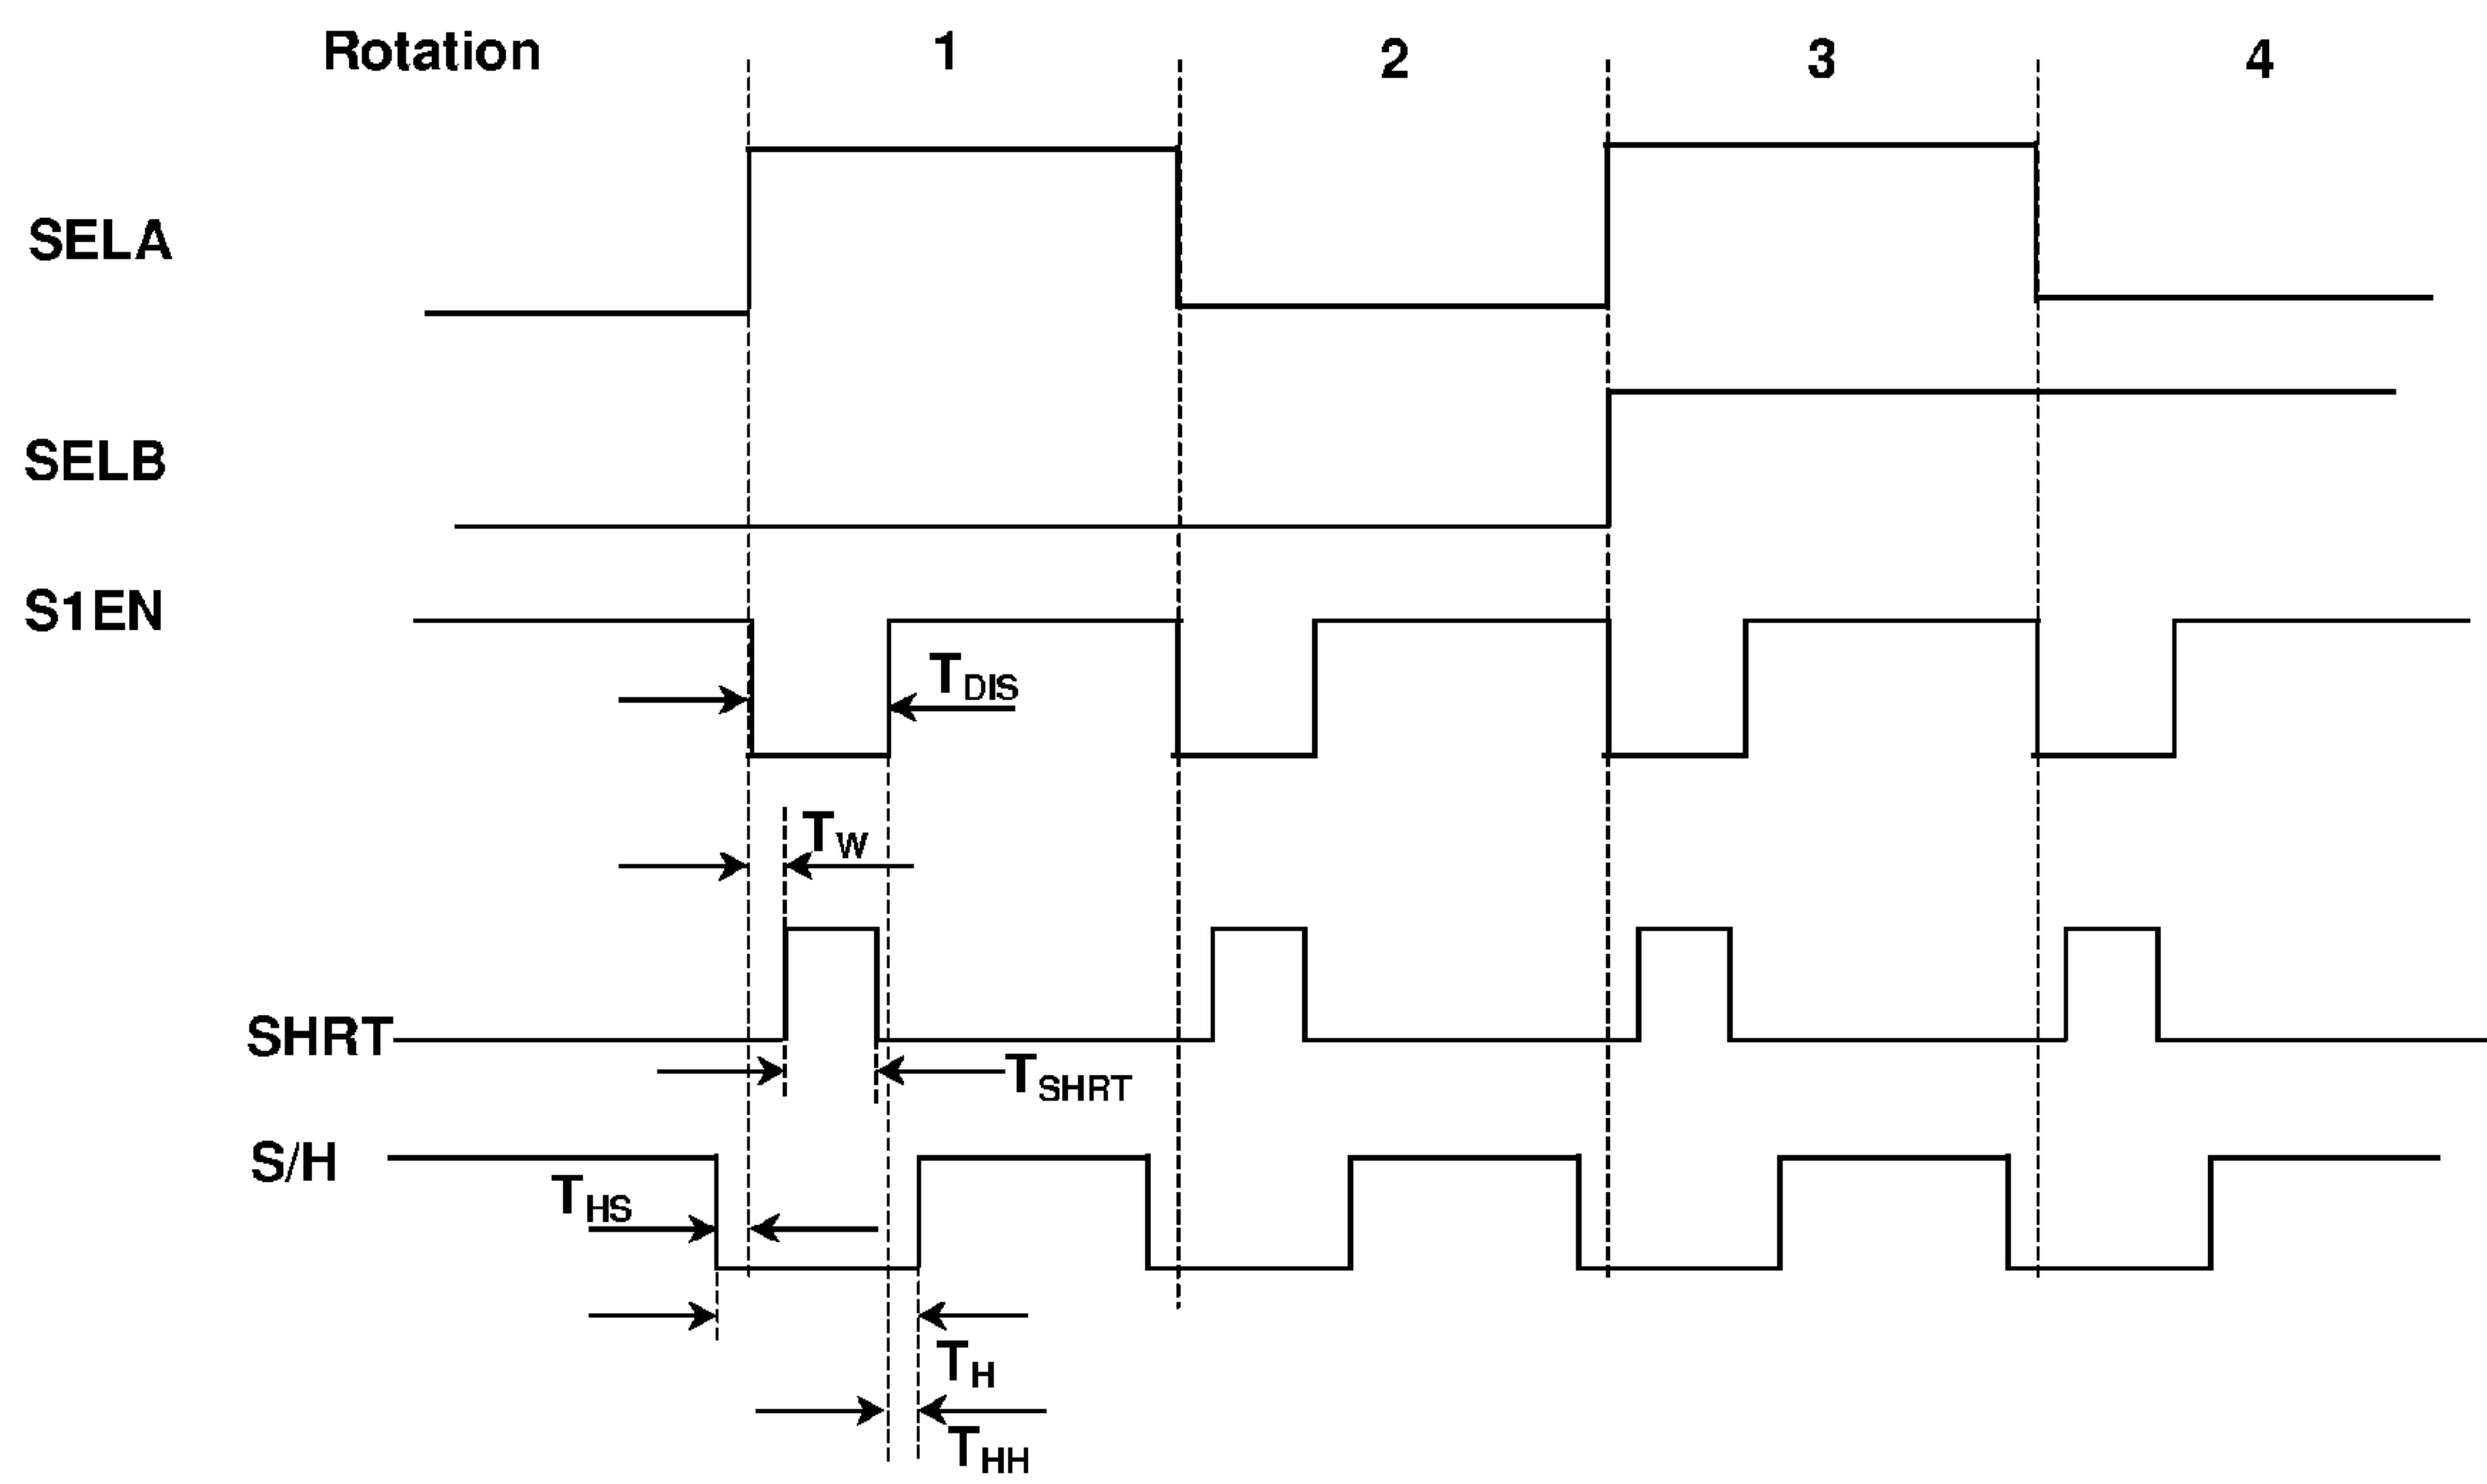 Rotation 1 2 3 4
SELA
SELB
S1EN
TDIS
TW
SHRT
TSHRT
S/H
THS
TH
THH